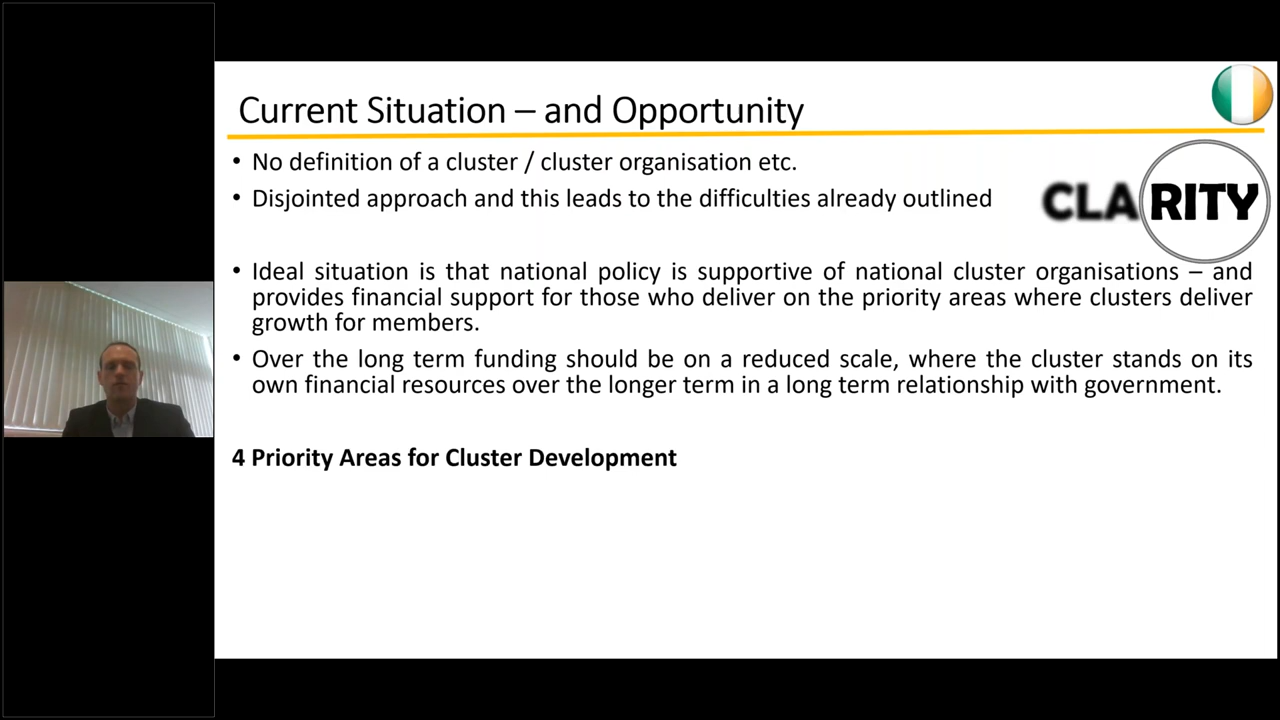 Current Situation – and Opportunity
• No definition of a cluster / cluster organisation etc.
• Disjointed approach and this leads to the difficulties already outlined
CLARITY
• Ideal situation is that national policy is supportive of national cluster organisations – and
provides financial support for those who deliver on the priority areas where clusters deliver
growth for members.
• Over the long term funding should be on a reduced scale, where the cluster stands on its
own financial resources over the longer term in a long term relationship with government.
4 Priority Areas for Cluster Development